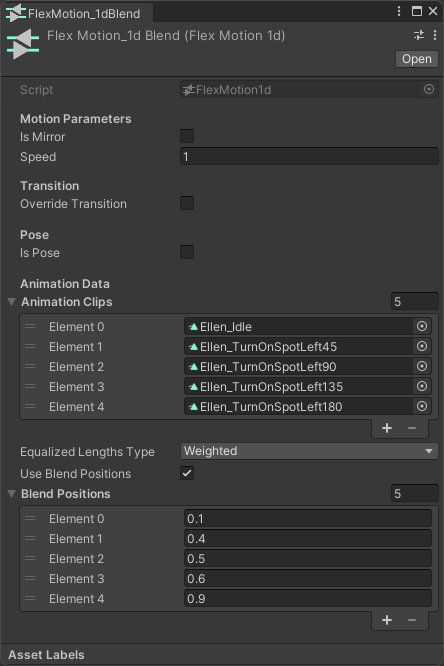 FlexMotion_1dBlend
Flex Motion_1d Blend (Flex Motion 1d)
Open
Script FlexMotion1d
Motion Parameters
Is Mirror
Speed 1
Transition
Override Transition
Pose
Is Pose
Animation Data
Animation Clips 5
Element 0 Ellen_Idle
Element 1 Ellen_TurnOnSpotLeft45
Element 2 Ellen_TurnOnSpotLeft90
Element 3 Ellen_TurnOnSpotLeft135
Element 4 Ellen_TurnOnSpotLeft180
Equalized Lengths Type Weighted
Use Blend Positions
Blend Positions 5
Element 0 0.1
Element 1 0.4
Element 2 0.5
Element 3 0.6
Element 4 0.9
Asset Labels